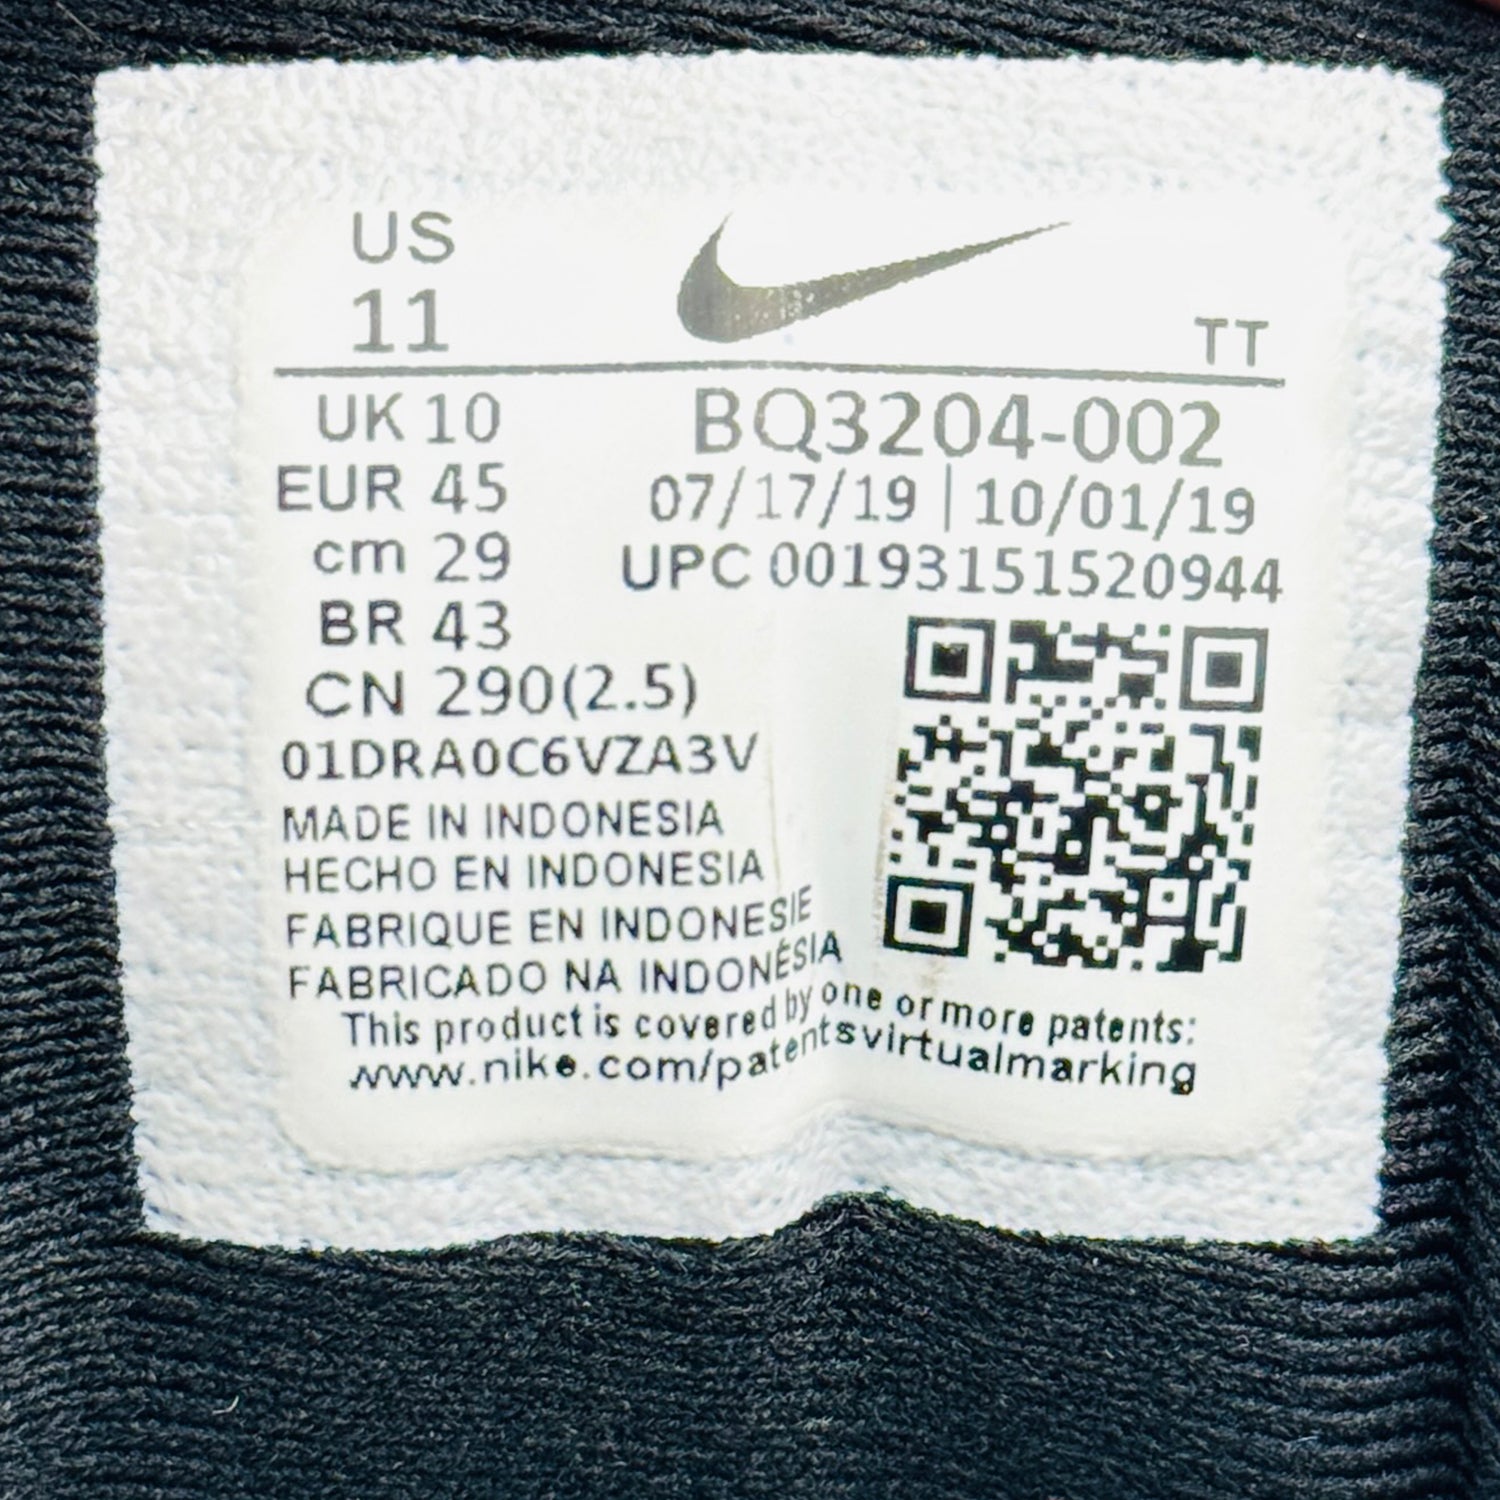 US
11
TT
UK 10
EUR 45
cm 29
BR 43
CN 290(2.5)
BQ3204-002
07/17/19 | 10/01/19
UPC 00193151520944
01DRA0C6VZA3V
MADE IN INDONESIA
HECHO EN INDONESIA
FABRIQUE EN INDONESIE
FABRICADO NA INDONÉSIA
This product is covered by one or more patents:
www.nike.com/patentsvirtualmarking